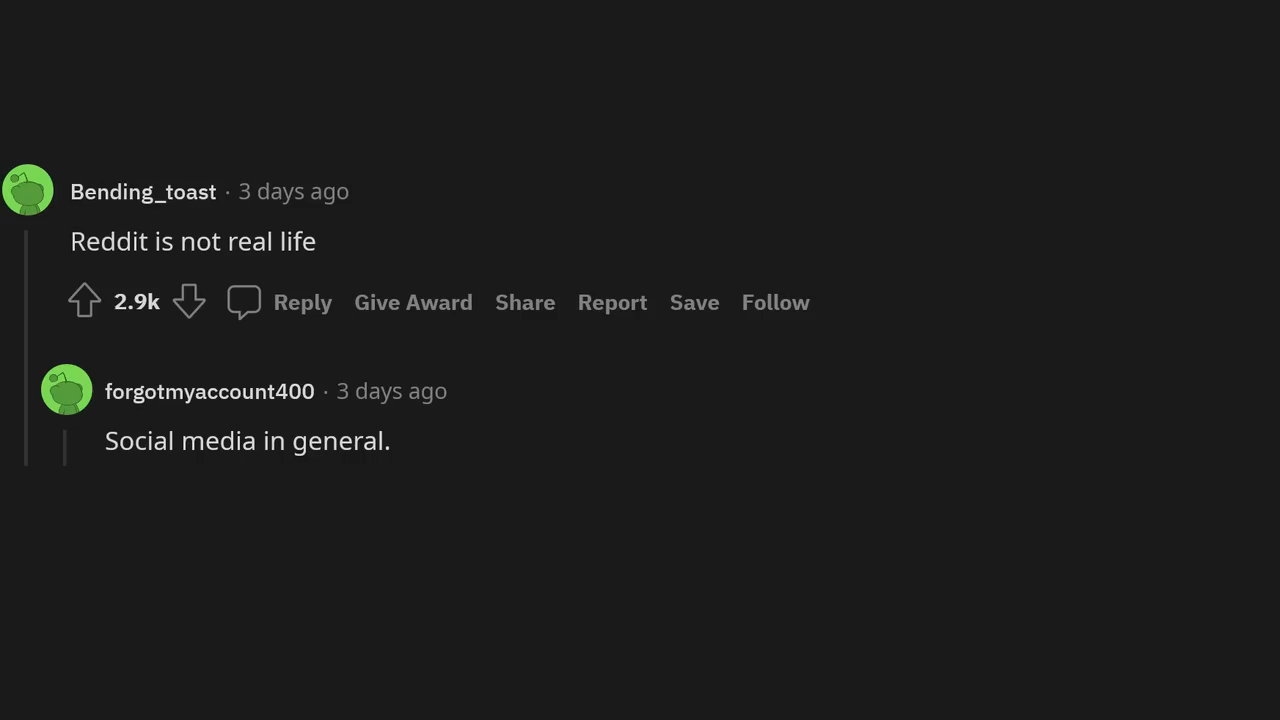 Bending_toast · 3 days ago
Reddit is not real life
2.9k Reply Give Award Share Report Save Follow
forgotmyaccount400 · 3 days ago
Social media in general.